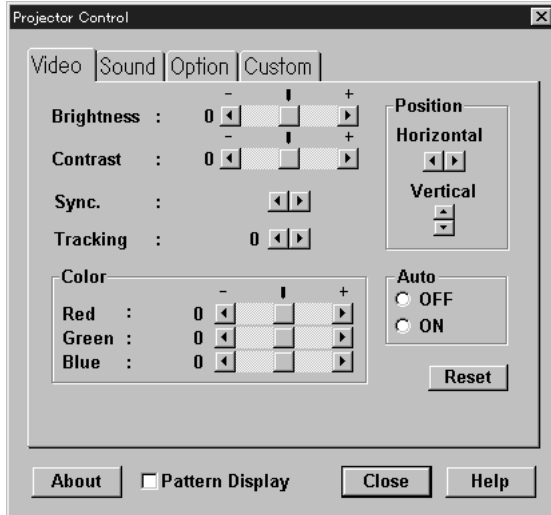 Projector Control
Video Sound Option Custom
- +
Brightness : 0
- +
Contrast : 0
Sync. :
Tracking : 0
Position
Horizontal
Vertical
Color
- +
Red : 0
Green : 0
Blue : 0
Auto
OFF
ON
Reset
About Pattern Display Close Help